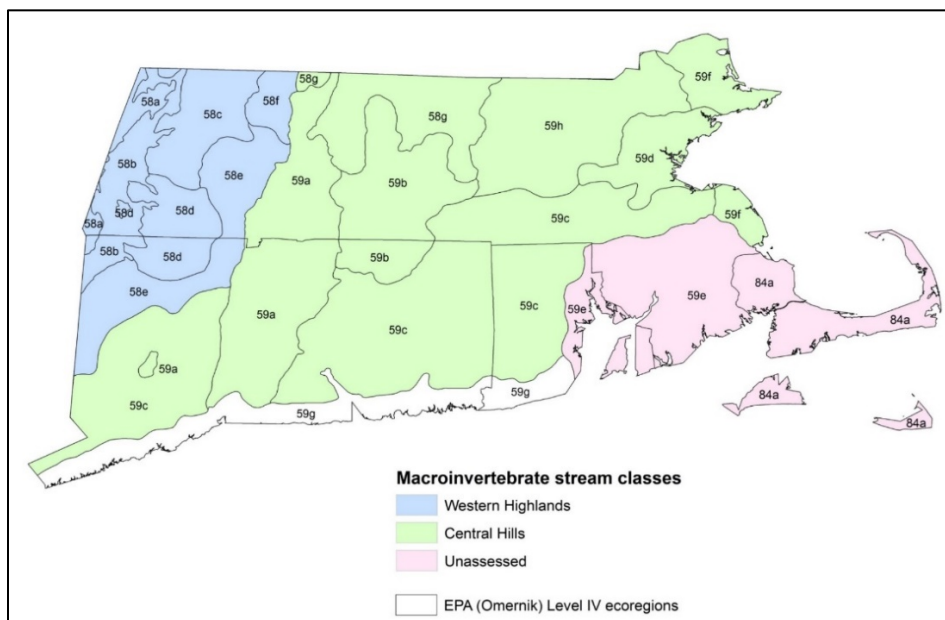 59f
58g
58a
58c
58f
58g
59h
59d
58b
58e
59a
59b
58d
58d
59c
59f
58a
58b
58d
59b
58e
59a
59c
59c
59e
59e
84a
84a
59a
59c
59g
59g
84a
84a
Macroinvertebrate stream classes
Western Highlands
Central Hills
Unassessed
EPA (Omernik) Level IV ecoregions